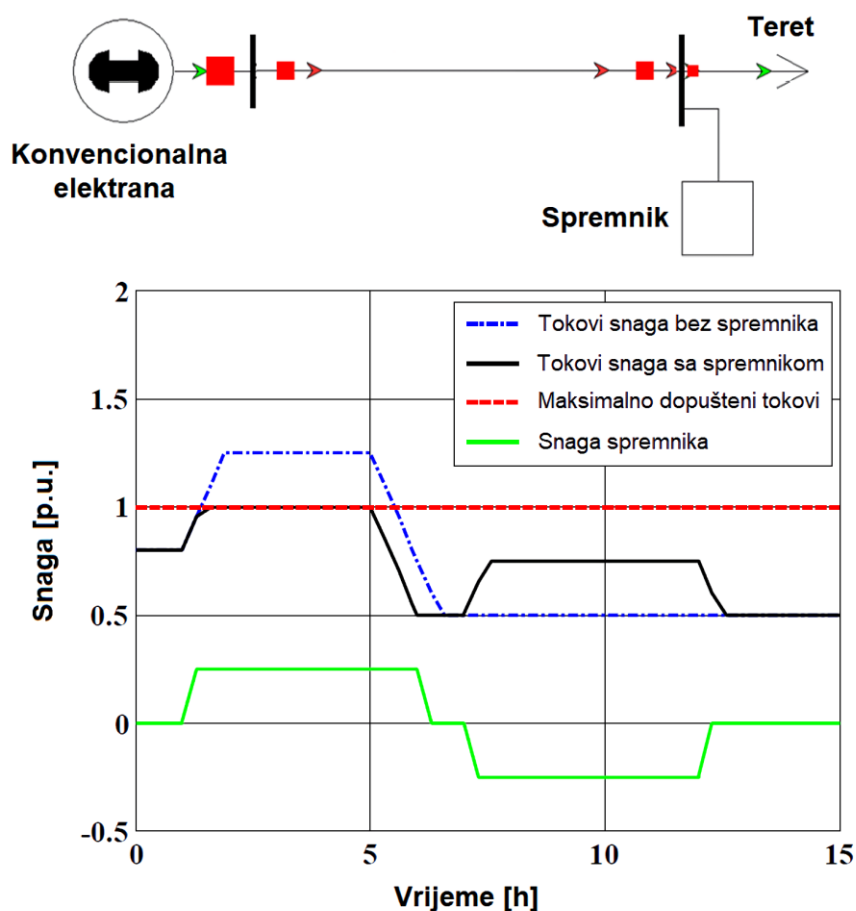 Teret
Konvencionalna
elektrana
Spremnik
2
Tokovi snaga bez spremnika
Tokovi snaga sa spremnikom
Maksimalno dopušteni tokovi
Snaga spremnika
1.5
1
0.5
0
-0.5
Snaga [p.u.]
0
5
10
15
Vrijeme [h]